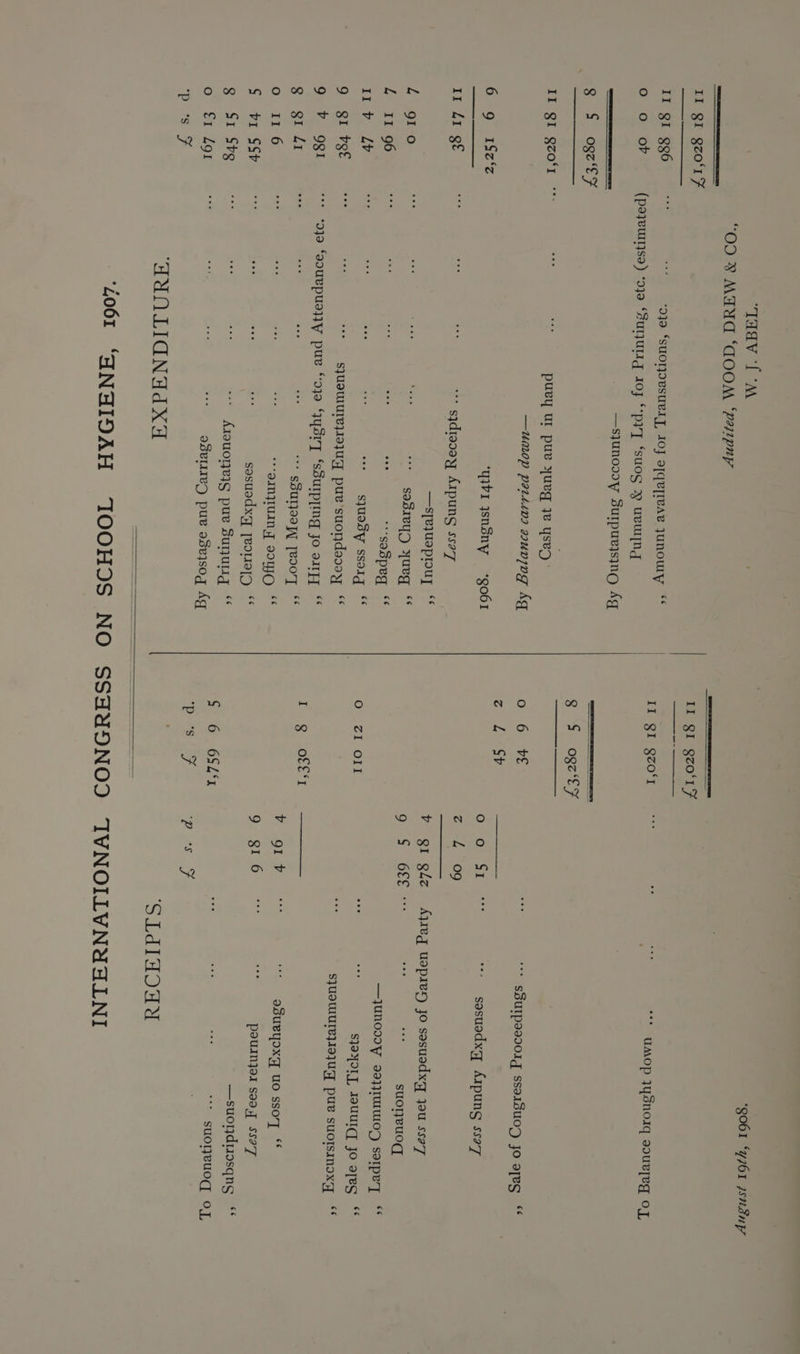 INTERNATIONAL CONGRESS ON SCHOOL HYGIENE, 1907.
RECEIPTS.
£ s. d. £ s. d.
To Donations ... ... ... ... 1,759 9 5
" Subscriptions—
Less Fees returned ... ... 9 18 6
" Loss on Exchange ... ... 4 16 4
1,330 8 1
" Excursions and Entertainments ...
" Sale of Dinner Tickets ... ... 110 12 0
" Ladies Committee Account—
Donations ... ... ... 339 5 6
Less net Expenses of Garden Party 278 18 4
60 7 2
Less Sundry Expenses ... ... 15 0 0
45 7 2
" Sale of Congress Proceedings ... 34 9 0
£3,280 5 8
To Balance brought down ... ... ... ... 1,028 18 11
£1,028 18 11
August 19th, 1908.
EXPENDITURE.
£ s. d.
By Postage and Carriage ... ... ... 167 13 0
" Printing and Stationery ... ... ... 845 15 8
" Clerical Expenses ... ... ... 455 14 5
" Office Furniture ... ... ... 9 11 0
" Local Meetings ... ... ... 17 18 8
" Hire of Buildings, Light, etc., and Attendance, etc. ... 186 4 6
" Receptions and Entertainments ... ... 384 18 6
" Press Agents ... ... ... 47 4 11
" Badges ... ... ... 96 11 7
" Bank Charges ... ... ... 0 16 7
" Incidentals—
Less Sundry Receipts ... ... ... 38 17 11
2,251 6 9
1908. August 14th.
By Balance carried down—
Cash at Bank and in hand ... ... ... 1,028 18 11
£3,280 5 8
By Outstanding Accounts—
Pulman & Sons, Ltd., for Printing, etc. (estimated) 40 0 0
" Amount available for Transactions, etc. ... ... 988 18 11
£1,028 18 11
Audited, WOOD, DREW & CO.,
W. J. ABEL.